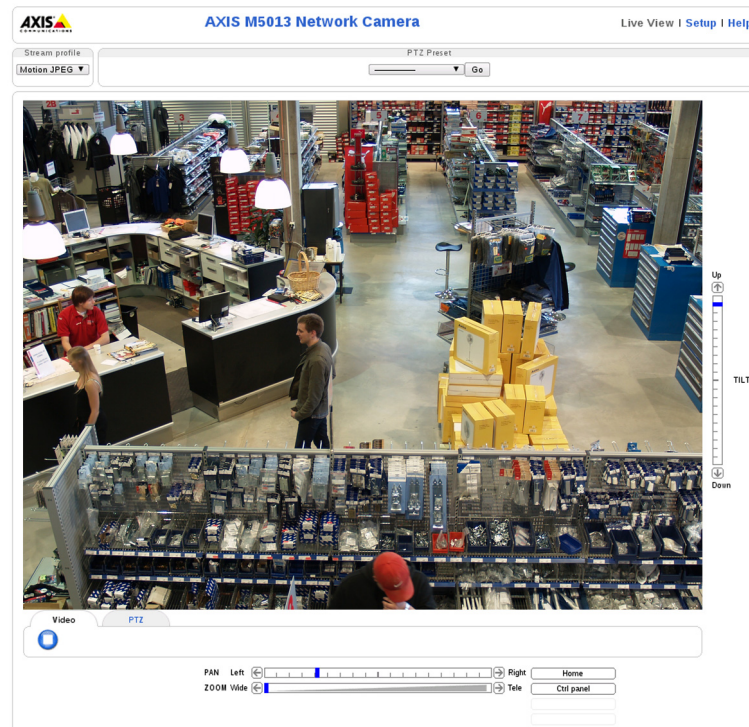 AXIS
COMMUNICATIONS
AXIS M5013 Network Camera
Live View | Setup | Help
Stream profile
PTZ Preset
Motion JPEG
Go
Up
TILT
Down
Video
PTZ
PAN Left
Right
Home
ZOOM Wide
Tele
Ctrl panel